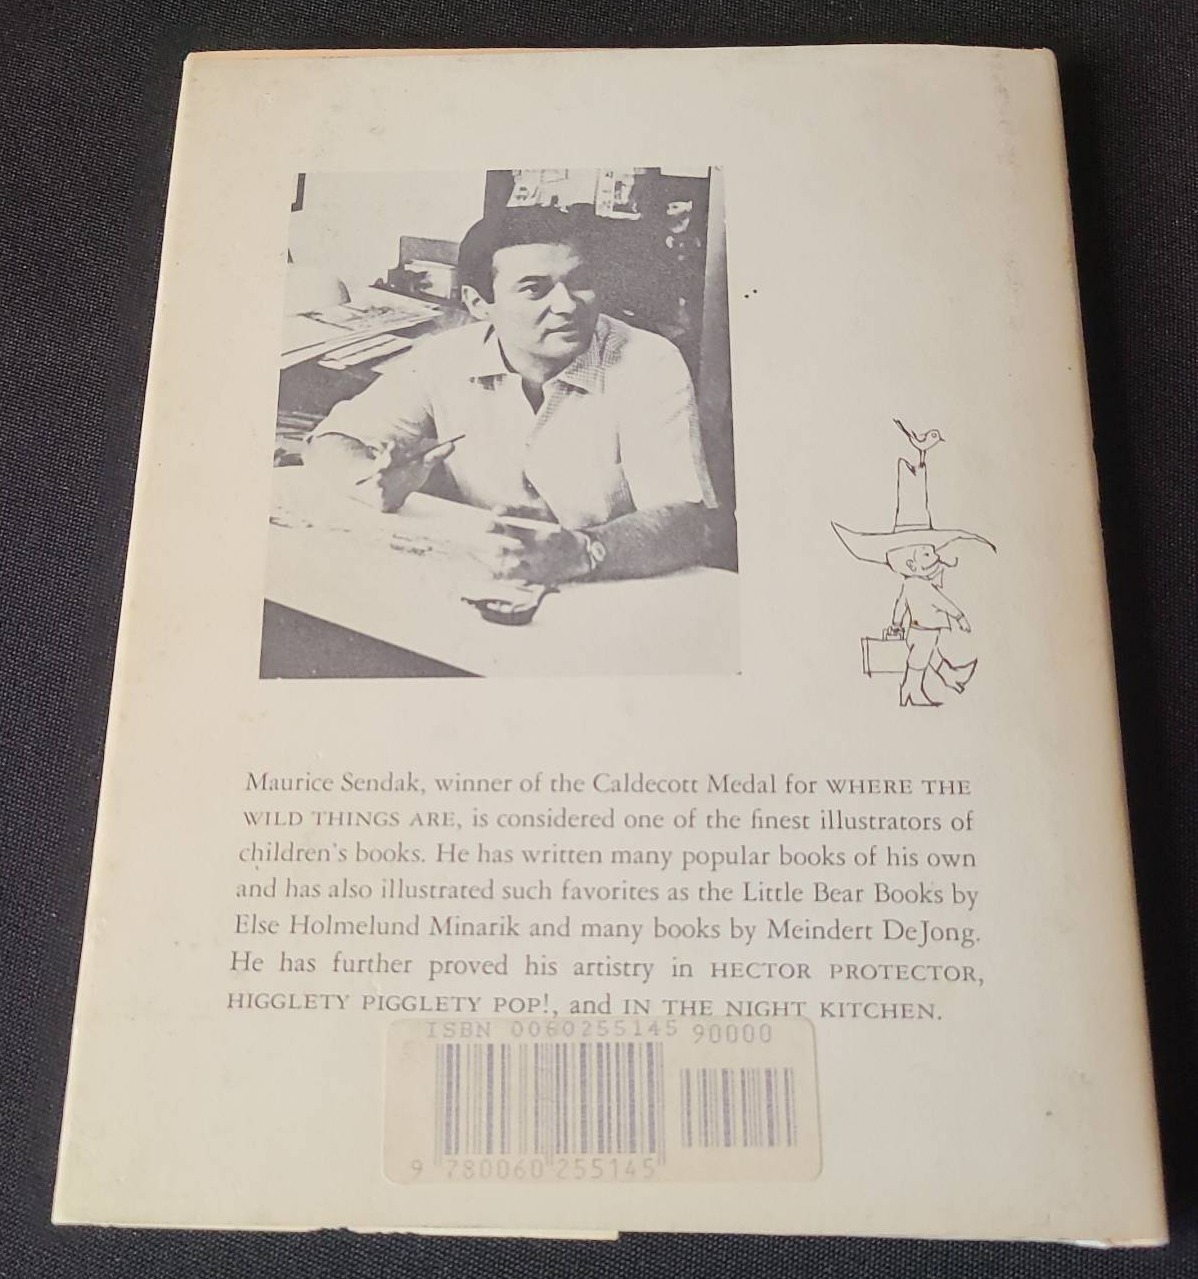 Maurice Sendak, winner of the Caldecott Medal for WHERE THE
WILD THINGS ARE, is considered one of the finest illustrators of
children's books. He has written many popular books of his own
and has also illustrated such favorites as the Little Bear Books by
Else Holmelund Minarik and many books by Meindert DeJong.
He has further proved his artistry in HECTOR PROTECTOR,
HIGGLETY PIGGLETY POP!, and IN THE NIGHT KITCHEN.
ISBN 0060255145 90000
9 780060 255145